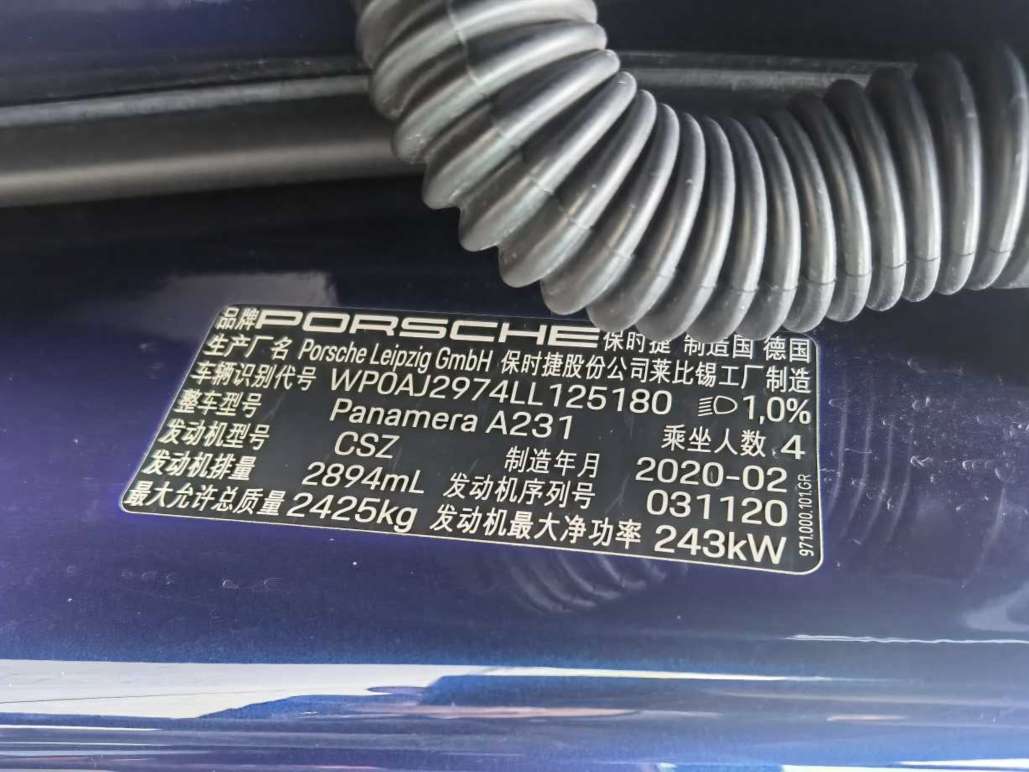 品牌 PORSCHE 保时捷 制造国 德国
生产厂名 Porsche Leipzig GmbH 保时捷股份公司莱比锡工厂制造
车辆识别代号 WP0AJ2974LL125180 1,0%
整车型号 Panamera A231 乘坐人数 4
发动机型号 CSZ 制造年月 2020-02
发动机排量 2894mL 发动机序列号 031120
最大允许总质量 2425kg 发动机最大净功率 243kW
971.000.101.GR